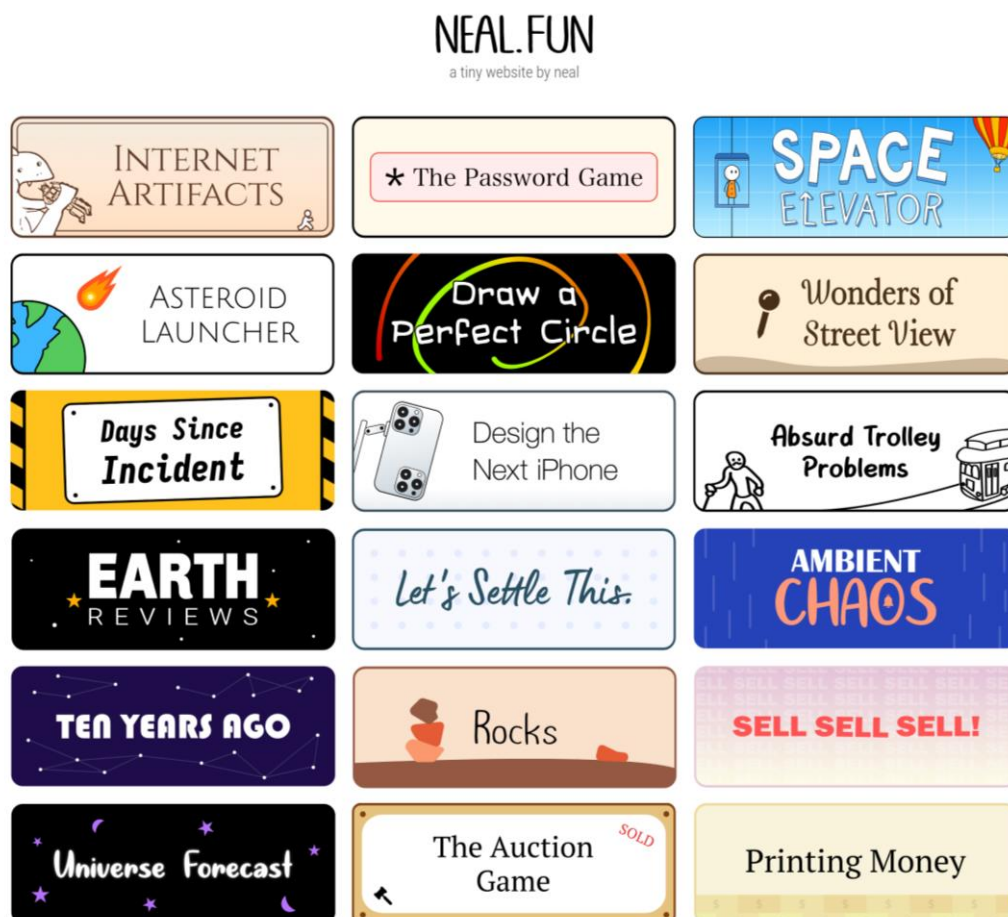 NEAL.FUN
a tiny website by neal
INTERNET
ARTIFACTS
* The Password Game
SPACE
ELEVATOR
ASTEROID
LAUNCHER
Draw a
Perfect Circle
Wonders of
Street View
Days Since
Incident
Design the
Next iPhone
Absurd Trolley
Problems
EARTH
REVIEWS
Let's Settle This.
AMBIENT
CHAOS
TEN YEARS AGO
Rocks
SELL SELL SELL!
Universe Forecast
The Auction
Game
SOLD
Printing Money